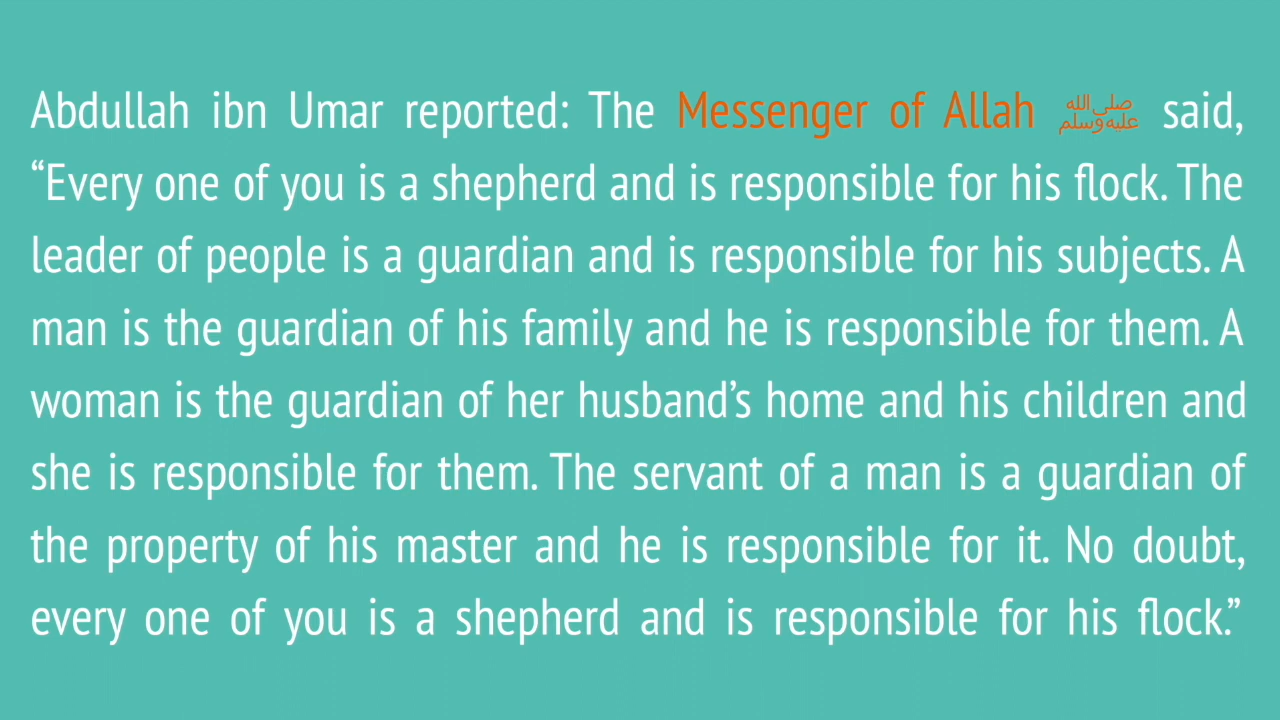 Abdullah ibn Umar reported: The Messenger of Allah ﷺ said,
“Every one of you is a shepherd and is responsible for his flock. The
leader of people is a guardian and is responsible for his subjects. A
man is the guardian of his family and he is responsible for them. A
woman is the guardian of her husband’s home and his children and
she is responsible for them. The servant of a man is a guardian of
the property of his master and he is responsible for it. No doubt,
every one of you is a shepherd and is responsible for his flock.”